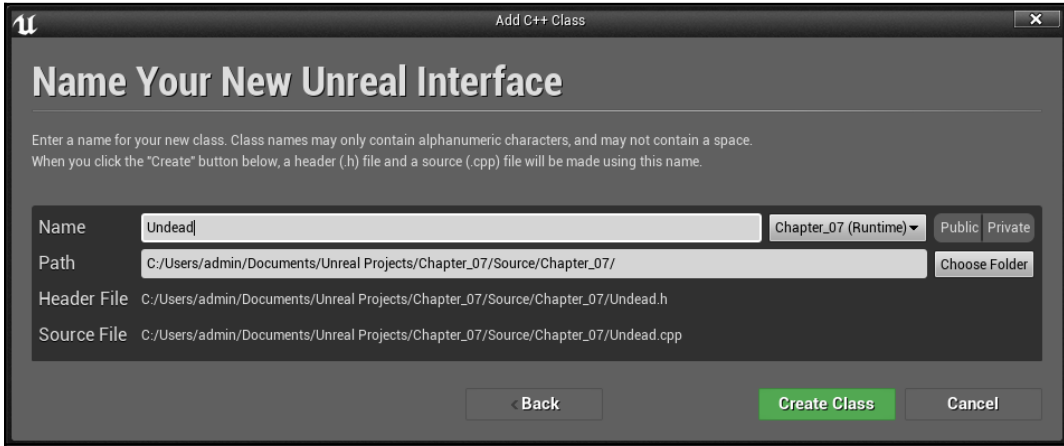 Add C++ Class
Name Your New Unreal Interface
Enter a name for your new class. Class names may only contain alphanumeric characters, and may not contain a space.
When you click the "Create" button below, a header (.h) file and a source (.cpp) file will be made using this name.
Name Undead Chapter_07 (Runtime) Public Private
Path C:/Users/admin/Documents/Unreal Projects/Chapter_07/Source/Chapter_07/ Choose Folder
Header File C:/Users/admin/Documents/Unreal Projects/Chapter_07/Source/Chapter_07/Undead.h
Source File C:/Users/admin/Documents/Unreal Projects/Chapter_07/Source/Chapter_07/Undead.cpp
Back Create Class Cancel